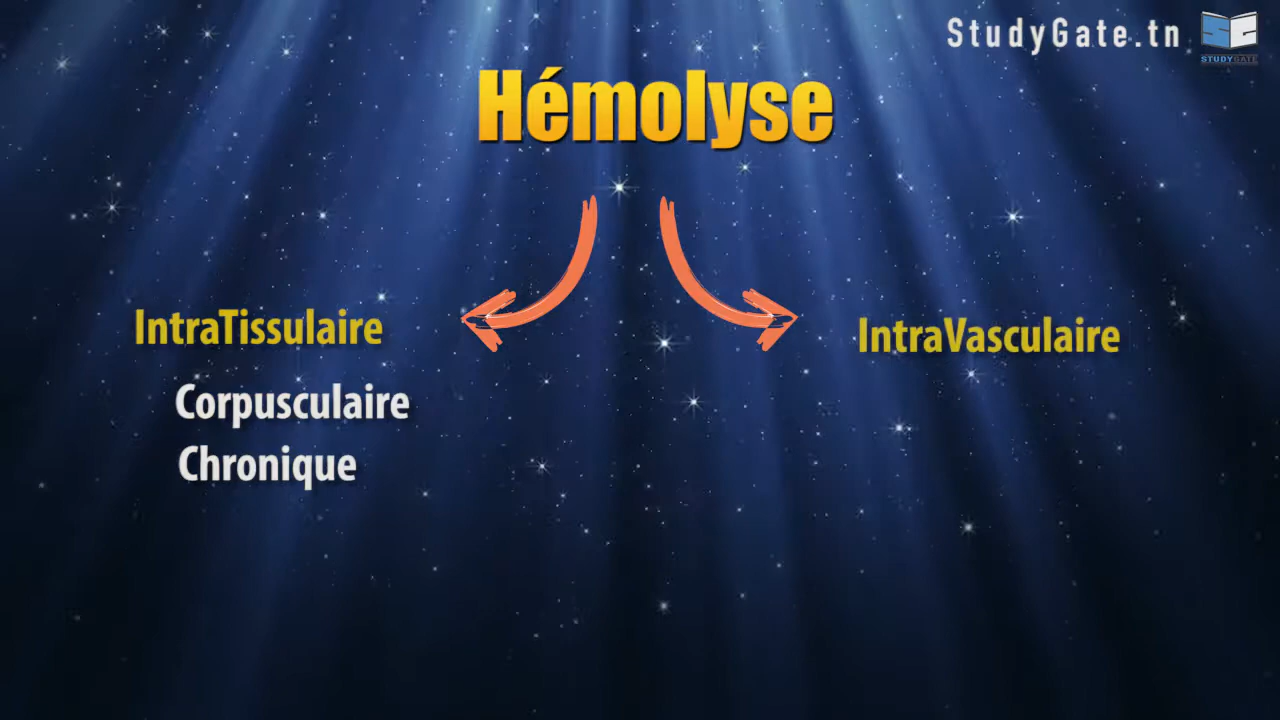 StudyGate.tn
STUDYGATE
Hémolyse
IntraTissulaire
Corpusculaire
Chronique
IntraVasculaire